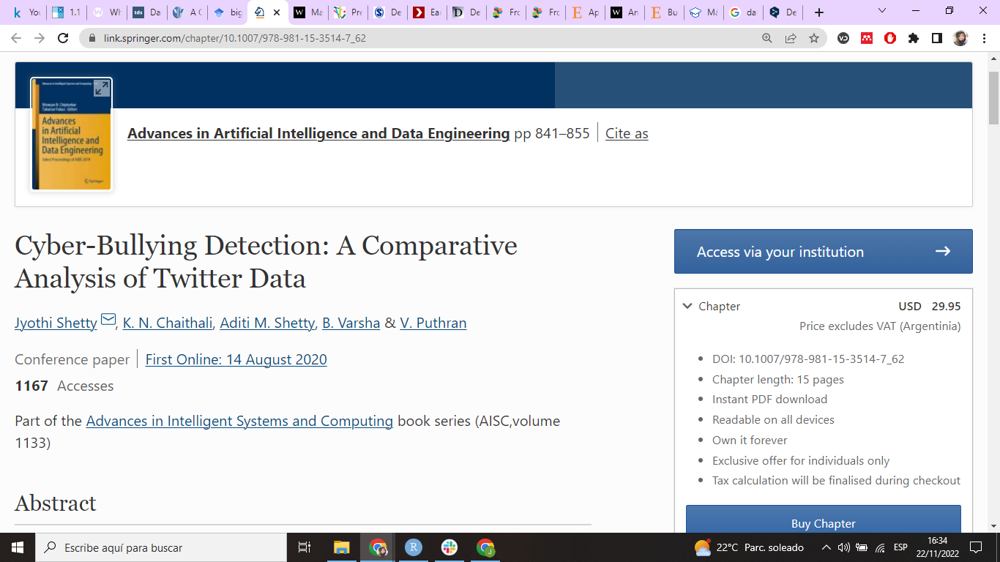 You
1.1
Wh
Da
A C
big
Ma
Pre
De
Eas
De
Frc
Frc
Ap
An
Bu
Ma
da
De
link.springer.com/chapter/10.1007/978-981-15-3514-7_62
Advances
in Artificial
Intelligence and
Data Engineering
Springer
Advances in Artificial Intelligence and Data Engineering pp 841–855 Cite as
Cyber-Bullying Detection: A Comparative
Analysis of Twitter Data
Jyothi Shetty, K. N. Chaithali, Aditi M. Shetty, B. Varsha & V. Puthran
Conference paper First Online: 14 August 2020
1167 Accesses
Part of the Advances in Intelligent Systems and Computing book series (AISC,volume
1133)
Abstract
Access via your institution
Chapter USD 29.95
Price excludes VAT (Argentinia)
DOI: 10.1007/978-981-15-3514-7_62
Chapter length: 15 pages
Instant PDF download
Readable on all devices
Own it forever
Exclusive offer for individuals only
Tax calculation will be finalised during checkout
Buy Chapter
Escribe aquí para buscar
22°C Parc. soleado
ESP
16:34
22/11/2022